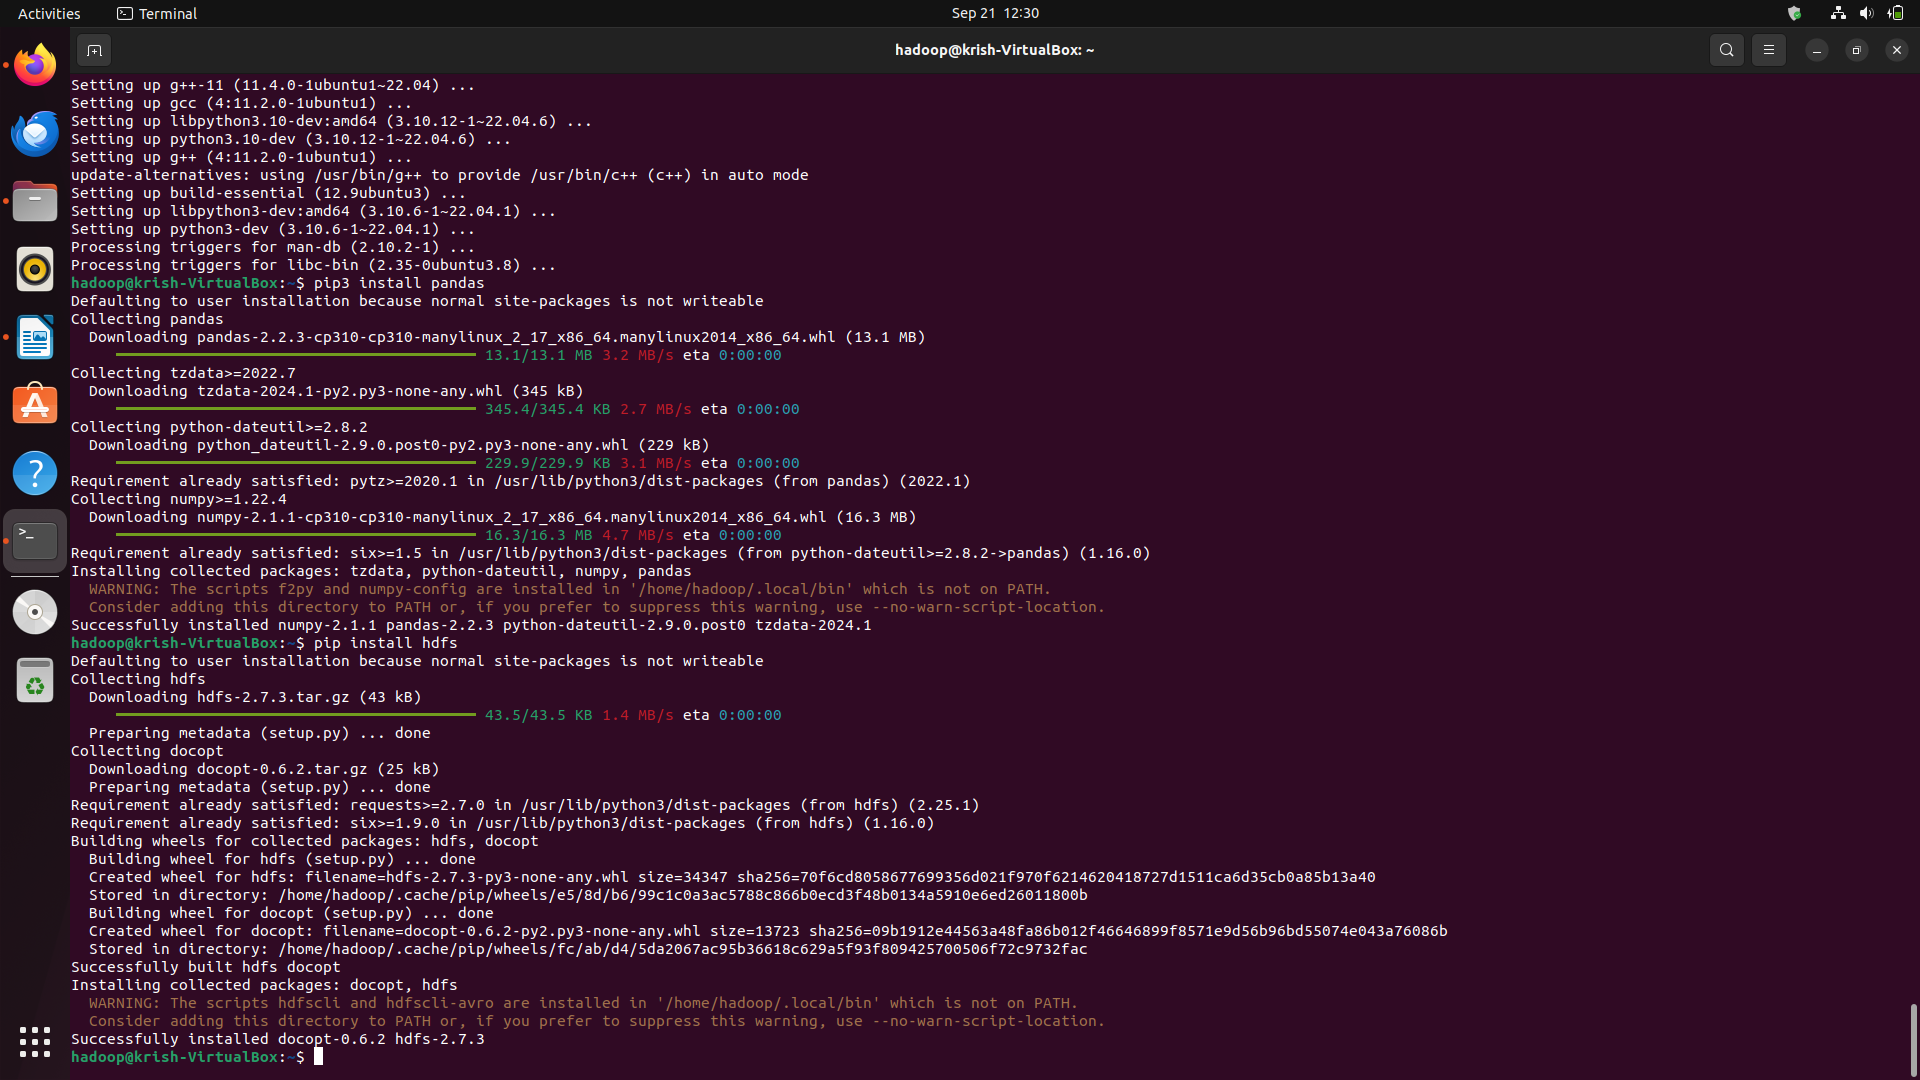 Activities
Terminal
Sep 21 12:30
hadoop@krish-VirtualBox: ~
Setting up g++-11 (11.4.0-1ubuntu1~22.04) ...
Setting up gcc (4:11.2.0-1ubuntu1) ...
Setting up libpython3.10-dev:amd64 (3.10.12-1~22.04.6) ...
Setting up python3.10-dev (3.10.12-1~22.04.6) ...
Setting up g++ (4:11.2.0-1ubuntu1) ...
update-alternatives: using /usr/bin/g++ to provide /usr/bin/c++ (c++) in auto mode
Setting up build-essential (12.9ubuntu3) ...
Setting up libpython3-dev:amd64 (3.10.6-1~22.04.1) ...
Setting up python3-dev (3.10.6-1~22.04.1) ...
Processing triggers for man-db (2.10.2-1) ...
Processing triggers for libc-bin (2.35-0ubuntu3.8) ...
hadoop@krish-VirtualBox:~$ pip3 install pandas
Defaulting to user installation because normal site-packages is not writeable
Collecting pandas
  Downloading pandas-2.2.3-cp310-cp310-manylinux_2_17_x86_64.manylinux2014_x86_64.whl (13.1 MB)
13.1/13.1 MB 3.2 MB/s eta 0:00:00
Collecting tzdata>=2022.7
  Downloading tzdata-2024.1-py2.py3-none-any.whl (345 kB)
345.4/345.4 KB 2.7 MB/s eta 0:00:00
Collecting python-dateutil>=2.8.2
  Downloading python_dateutil-2.9.0.post0-py2.py3-none-any.whl (229 kB)
229.9/229.9 KB 3.1 MB/s eta 0:00:00
Requirement already satisfied: pytz>=2020.1 in /usr/lib/python3/dist-packages (from pandas) (2022.1)
Collecting numpy>=1.22.4
  Downloading numpy-2.1.1-cp310-cp310-manylinux_2_17_x86_64.manylinux2014_x86_64.whl (16.3 MB)
16.3/16.3 MB 4.7 MB/s eta 0:00:00
Requirement already satisfied: six>=1.5 in /usr/lib/python3/dist-packages (from python-dateutil>=2.8.2->pandas) (1.16.0)
Installing collected packages: tzdata, python-dateutil, numpy, pandas
  WARNING: The scripts f2py and numpy-config are installed in '/home/hadoop/.local/bin' which is not on PATH.
  Consider adding this directory to PATH or, if you prefer to suppress this warning, use --no-warn-script-location.
Successfully installed numpy-2.1.1 pandas-2.2.3 python-dateutil-2.9.0.post0 tzdata-2024.1
hadoop@krish-VirtualBox:~$ pip install hdfs
Defaulting to user installation because normal site-packages is not writeable
Collecting hdfs
  Downloading hdfs-2.7.3.tar.gz (43 kB)
43.5/43.5 KB 1.4 MB/s eta 0:00:00
  Preparing metadata (setup.py) ... done
Collecting docopt
  Downloading docopt-0.6.2.tar.gz (25 kB)
  Preparing metadata (setup.py) ... done
Requirement already satisfied: requests>=2.7.0 in /usr/lib/python3/dist-packages (from hdfs) (2.25.1)
Requirement already satisfied: six>=1.9.0 in /usr/lib/python3/dist-packages (from hdfs) (1.16.0)
Building wheels for collected packages: hdfs, docopt
  Building wheel for hdfs (setup.py) ... done
  Created wheel for hdfs: filename=hdfs-2.7.3-py3-none-any.whl size=34347 sha256=70f6cd8058677699356d021f970f6214620418727d1511ca6d35cb0a85b13a40
  Stored in directory: /home/hadoop/.cache/pip/wheels/e5/8d/b6/99c1c0a3ac5788c866b0ecd3f48b0134a5910e6ed26011800b
  Building wheel for docopt (setup.py) ... done
  Created wheel for docopt: filename=docopt-0.6.2-py2.py3-none-any.whl size=13723 sha256=09b1912e44563a48fa86b012f46646899f8571e9d56b96bd55074e043a76086b
  Stored in directory: /home/hadoop/.cache/pip/wheels/fc/ab/d4/5da2067ac95b36618c629a5f93f809425700506f72c9732fac
Successfully built hdfs docopt
Installing collected packages: docopt, hdfs
  WARNING: The scripts hdfscli and hdfscli-avro are installed in '/home/hadoop/.local/bin' which is not on PATH.
  Consider adding this directory to PATH or, if you prefer to suppress this warning, use --no-warn-script-location.
Successfully installed docopt-0.6.2 hdfs-2.7.3
hadoop@krish-VirtualBox:~$